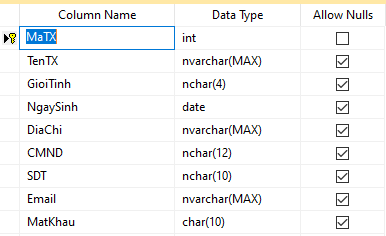 Column Name Data Type Allow Nulls
MaTX int
TenTX nvarchar(MAX)
GioiTinh nchar(4)
NgaySinh date
DiaChi nvarchar(MAX)
CMND nchar(12)
SDT nchar(10)
Email nvarchar(MAX)
MatKhau char(10)